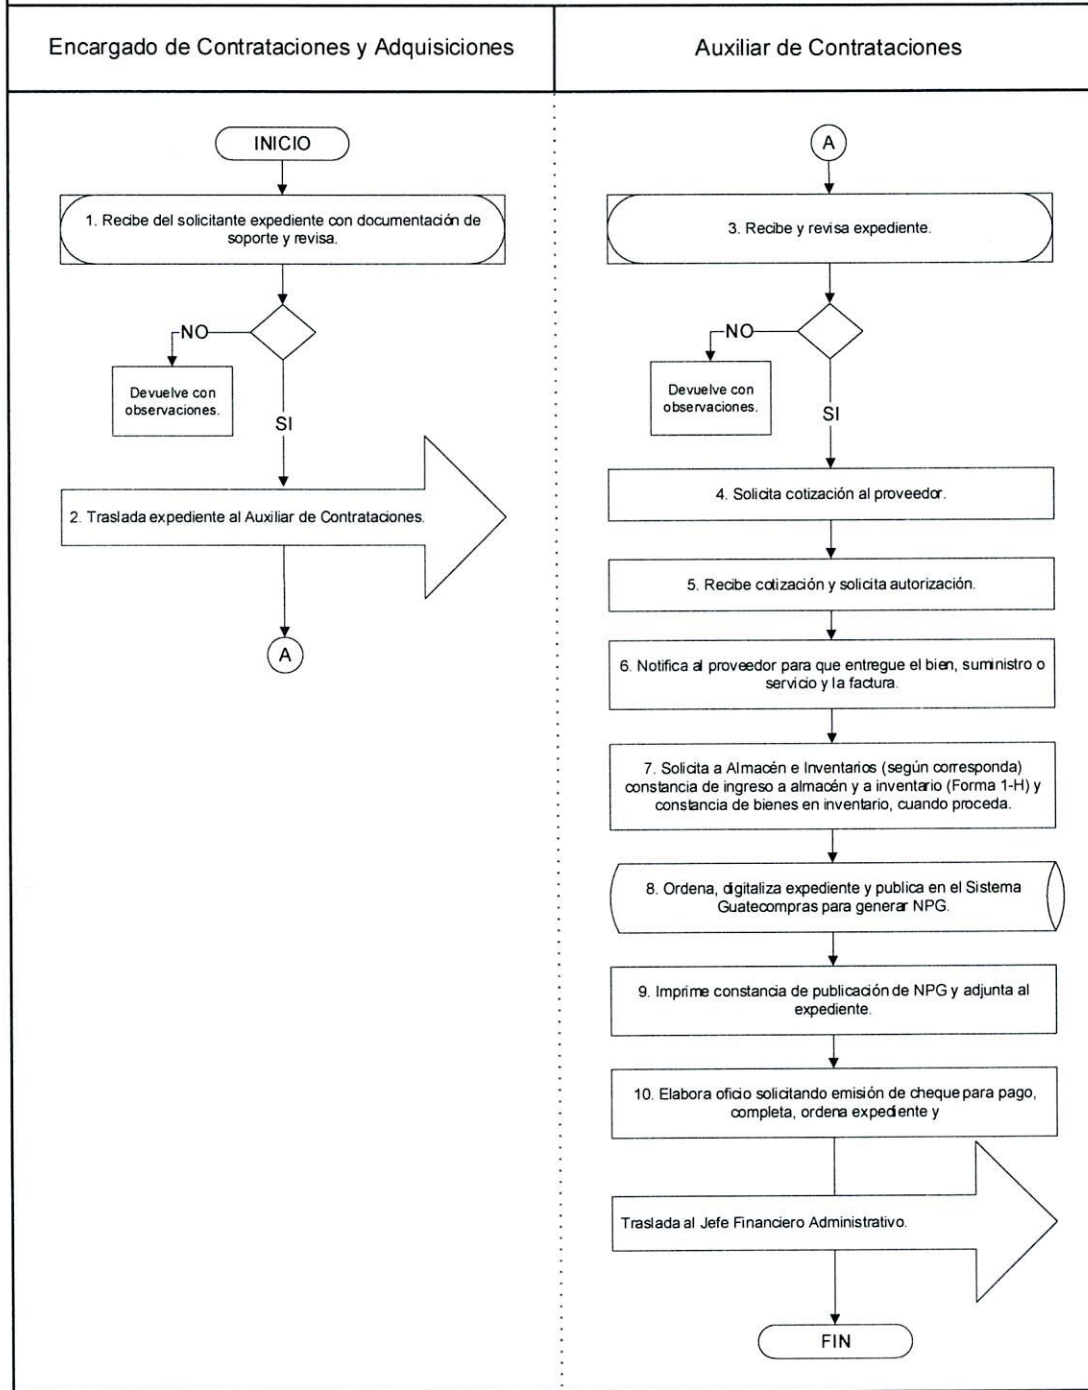 Encargado de Contrataciones y Adquisiciones
Auxiliar de Contrataciones
INICIO
1. Recibe del solicitante expediente con documentación de
soporte y revisa.
NO
Devuelve con
observaciones.
SI
2. Traslada expediente al Auxiliar de Contrataciones.
A
A
3. Recibe y revisa expediente.
NO
Devuelve con
observaciones.
SI
4. Solicita cotización al proveedor.
5. Recibe cotización y solicita autorización.
6. Notifica al proveedor para que entregue el bien, suministro o
servicio y la factura.
7. Solicita a Almacén e Inventarios (según corresponda)
constancia de ingreso a almacén y a inventario (Forma 1-H) y
constancia de bienes en inventario, cuando proceda.
8. Ordena, digitaliza expediente y publica en el Sistema
Guatecompras para generar NPG.
9. Imprime constancia de publicación de NPG y adjunta al
expediente.
10. Elabora oficio solicitando emisión de cheque para pago,
completa, ordena expediente y
Traslada al Jefe Financiero Administrativo.
FIN